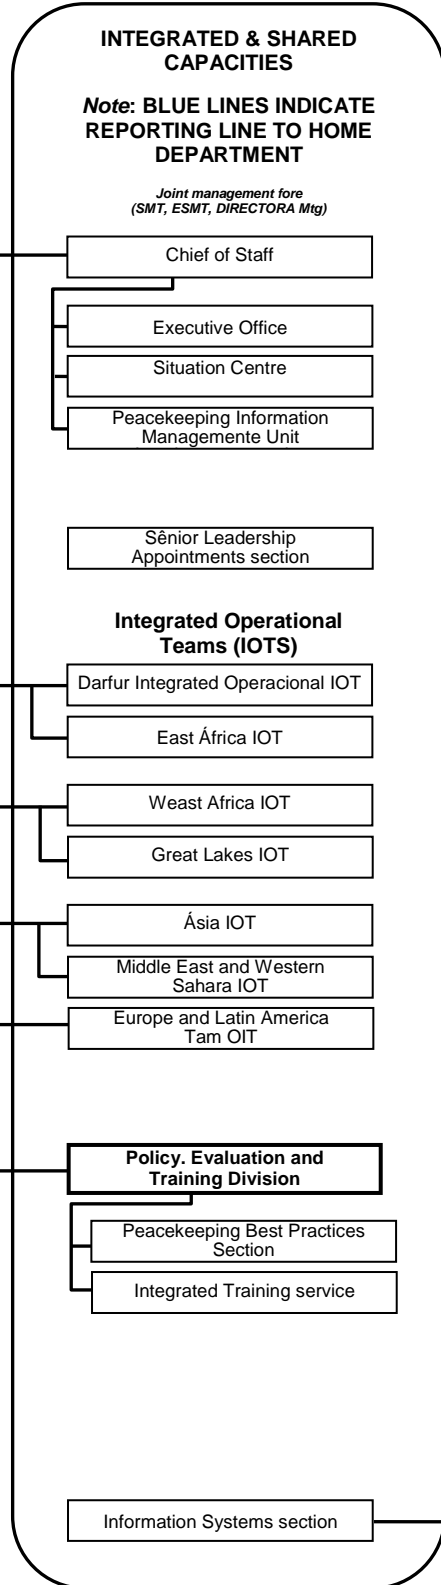 INTEGRATED & SHARED
CAPACITIES
Note: BLUE LINES INDICATE
REPORTING LINE TO HOME
DEPARTMENT
Joint management fore
(SMT, ESMT, DIRECTORA Mtg)
Chief of Staff
Executive Office
Situation Centre
Peacekeeping Information
Managemente Unit
Sênior Leadership
Appointments section
Integrated Operational
Teams (IOTS)
Darfur Integrated Operacional IOT
East África IOT
Weast Africa IOT
Great Lakes IOT
Ásia IOT
Middle East and Western
Sahara IOT
Europe and Latin America
Tam OIT
Policy. Evaluation and
Training Division
Peacekeeping Best Practices
Section
Integrated Training service
Information Systems section